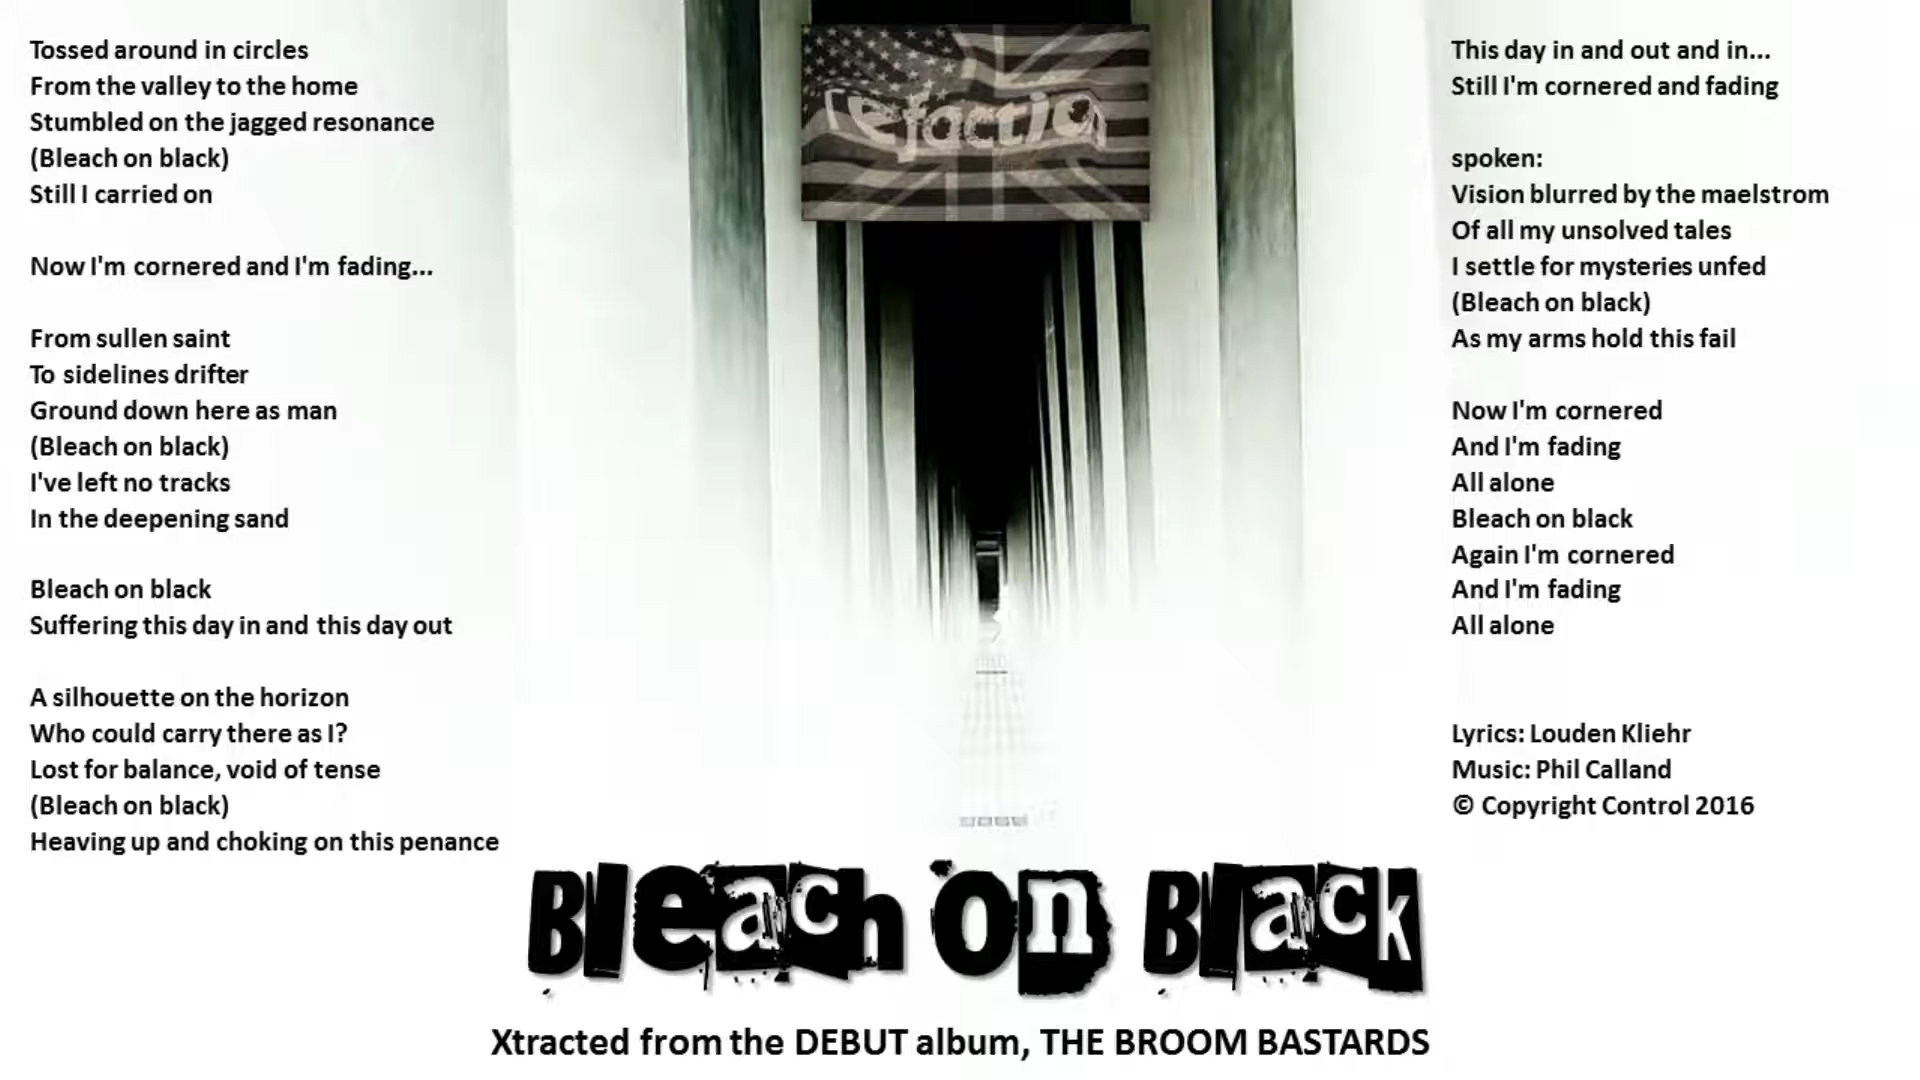 Tossed around in circles
From the valley to the home
Stumbled on the jagged resonance
(Bleach on black)
Still I carried on
Now I'm cornered and I'm fading...
From sullen saint
To sidelines drifter
Ground down here as man
(Bleach on black)
I've left no tracks
In the deepening sand
Bleach on black
Suffering this day in and this day out
A silhouette on the horizon
Who could carry there as I?
Lost for balance, void of tense
(Bleach on black)
Heaving up and choking on this penance
refaction
This day in and out and in...
Still I'm cornered and fading
spoken:
Vision blurred by the maelstrom
Of all my unsolved tales
I settle for mysteries unfed
(Bleach on black)
As my arms hold this fail
Now I'm cornered
And I'm fading
All alone
Bleach on black
Again I'm cornered
And I'm fading
All alone
Lyrics: Louden Kliehr
Music: Phil Calland
© Copyright Control 2016
Bleach on Black
Xtracted from the DEBUT album, THE BROOM BASTARDS